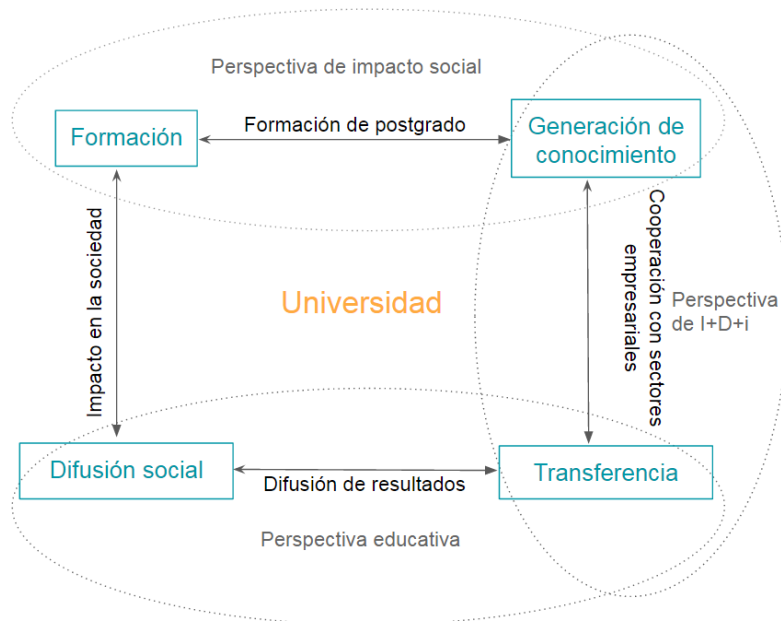 Perspectiva de impacto social
Formación
Formación de postgrado
Generación de
conocimiento
Impacto en la sociedad
Universidad
Cooperación con sectores
empresariales
Perspectiva
de I+D+i
Difusión social
Difusión de resultados
Transferencia
Perspectiva educativa